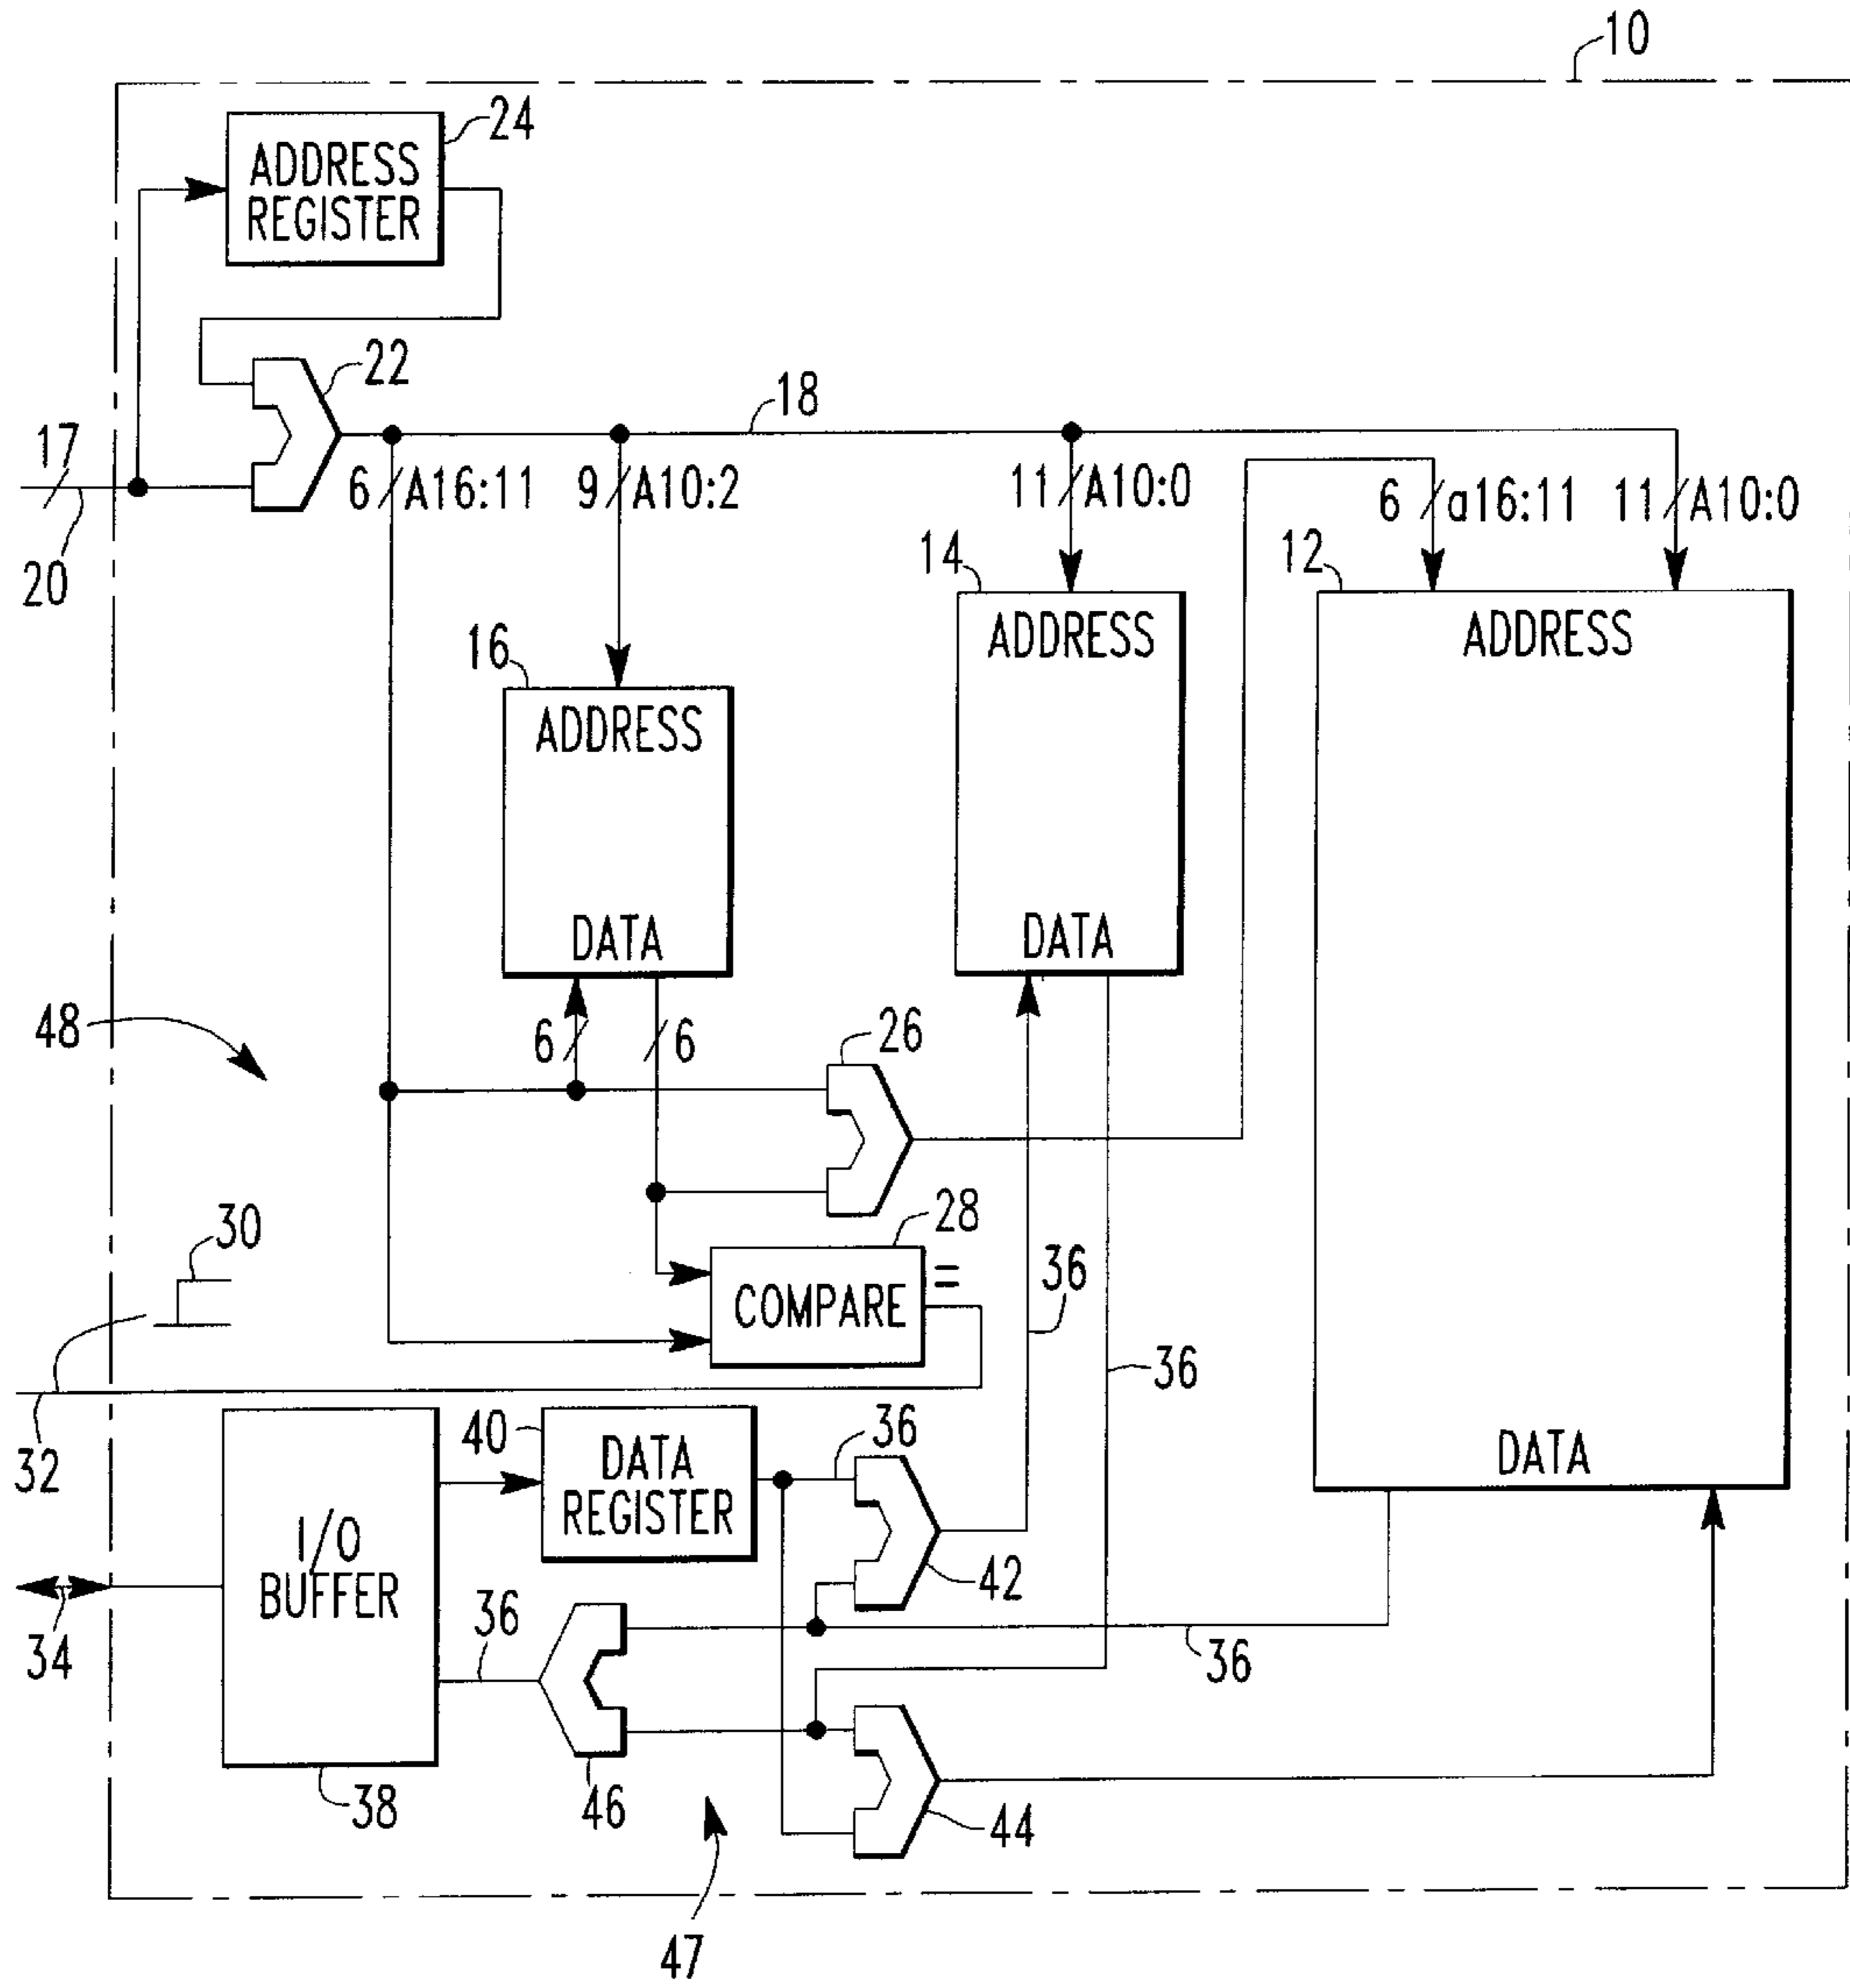 10
24
ADDRESS
REGISTER
22
18
17
6 A16:11
9 A10:2
11 A10:0
6 a16:11
11 A10:0
20
14
12
ADDRESS
ADDRESS
16
ADDRESS
DATA
DATA
48
6
6
26
30
28
=
COMPARE
36
36
32
40
DATA
REGISTER
36
DATA
I/O
BUFFER
42
34
36
36
38
46
44
47